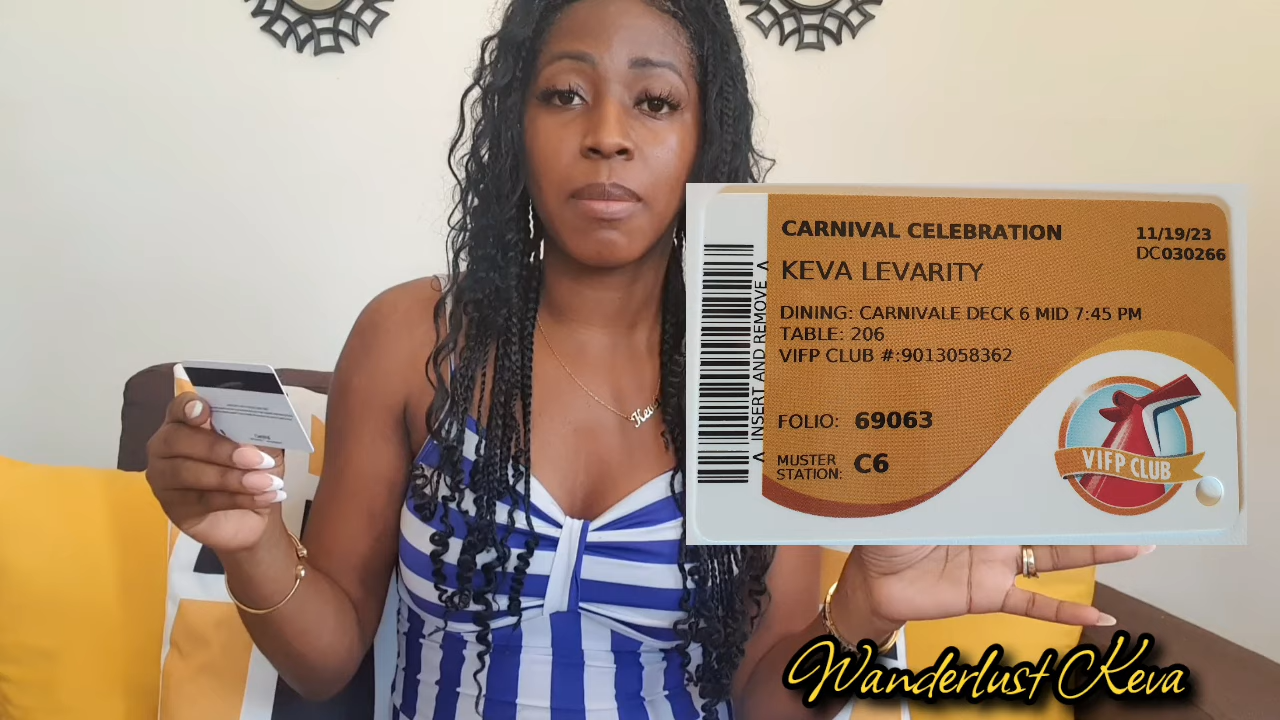 CARNIVAL CELEBRATION
11/19/23
DC030266
KEVA LEVARITY
DINING: CARNIVALE DECK 6 MID 7:45 PM
TABLE: 206
VIFP CLUB #:9013058362
FOLIO: 69063
MUSTER
STATION: C6
^ INSERT AND REMOVE ^
VIFP CLUB
Keva
Wanderlust Keva